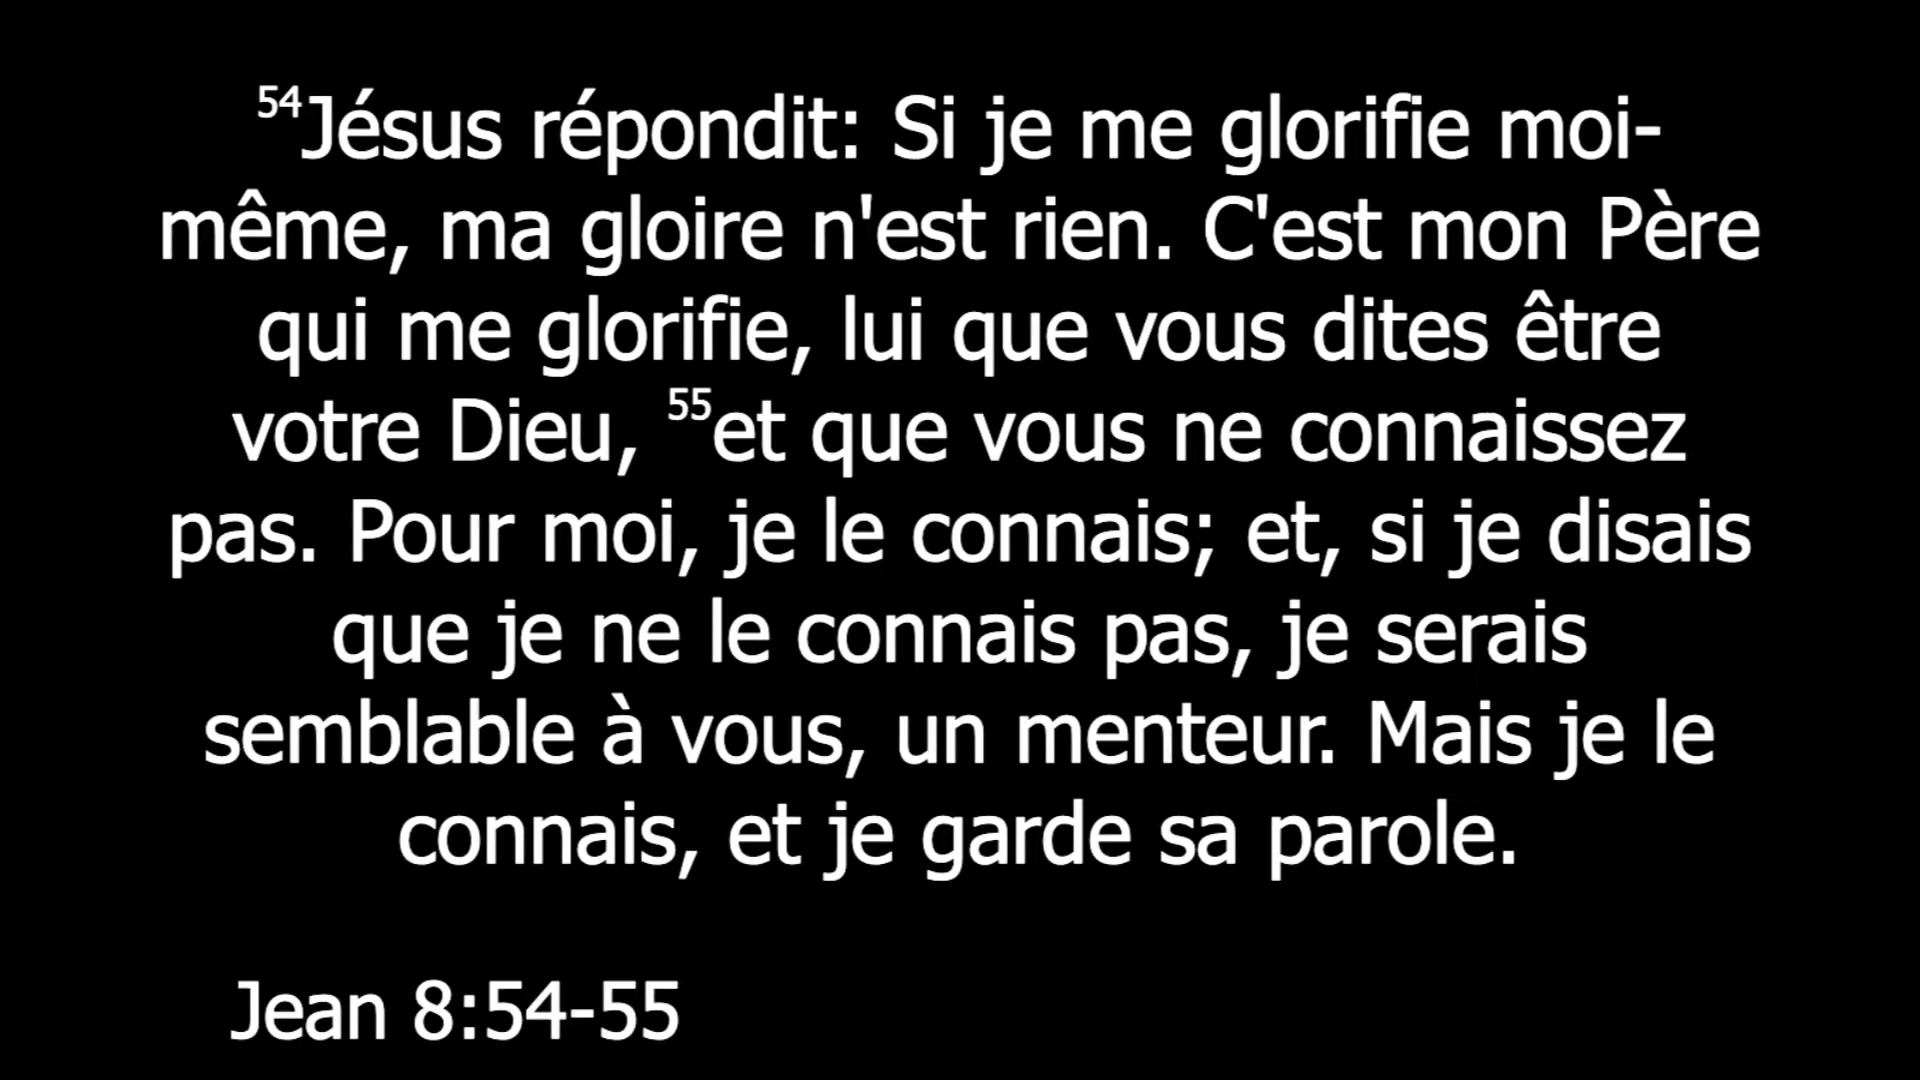 54Jésus répondit: Si je me glorifie moi-
même, ma gloire n'est rien. C'est mon Père
qui me glorifie, lui que vous dites être
votre Dieu, 55et que vous ne connaissez
pas. Pour moi, je le connais; et, si je disais
que je ne le connais pas, je serais
semblable à vous, un menteur. Mais je le
connais, et je garde sa parole.
Jean 8:54-55